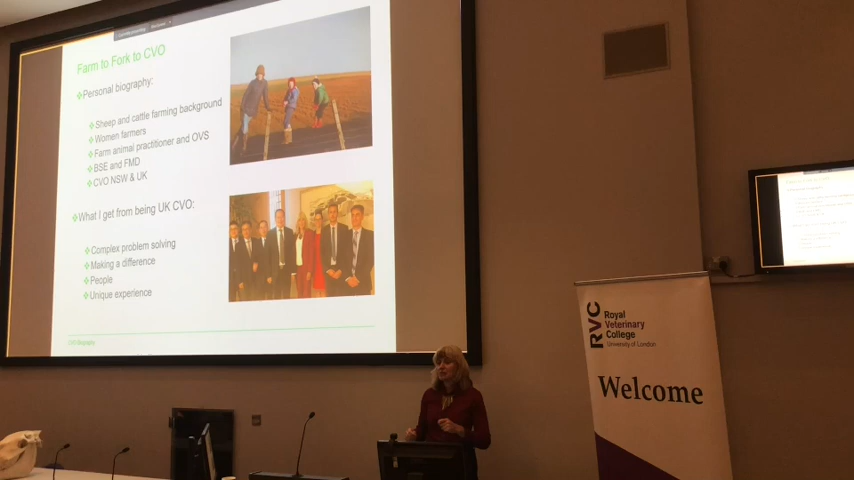 Farm to Fork to CVO
❖Personal biography:
❖Sheep and cattle farming background
❖Women farmers
❖Farm animal practitioner and OVS
❖BSE and FMD
❖CVO NSW & UK
❖What I get from being UK CVO:
❖Complex problem solving
❖Making a difference
❖People
❖Unique experience
RVC
Royal
Veterinary
College
University of London
Welcome